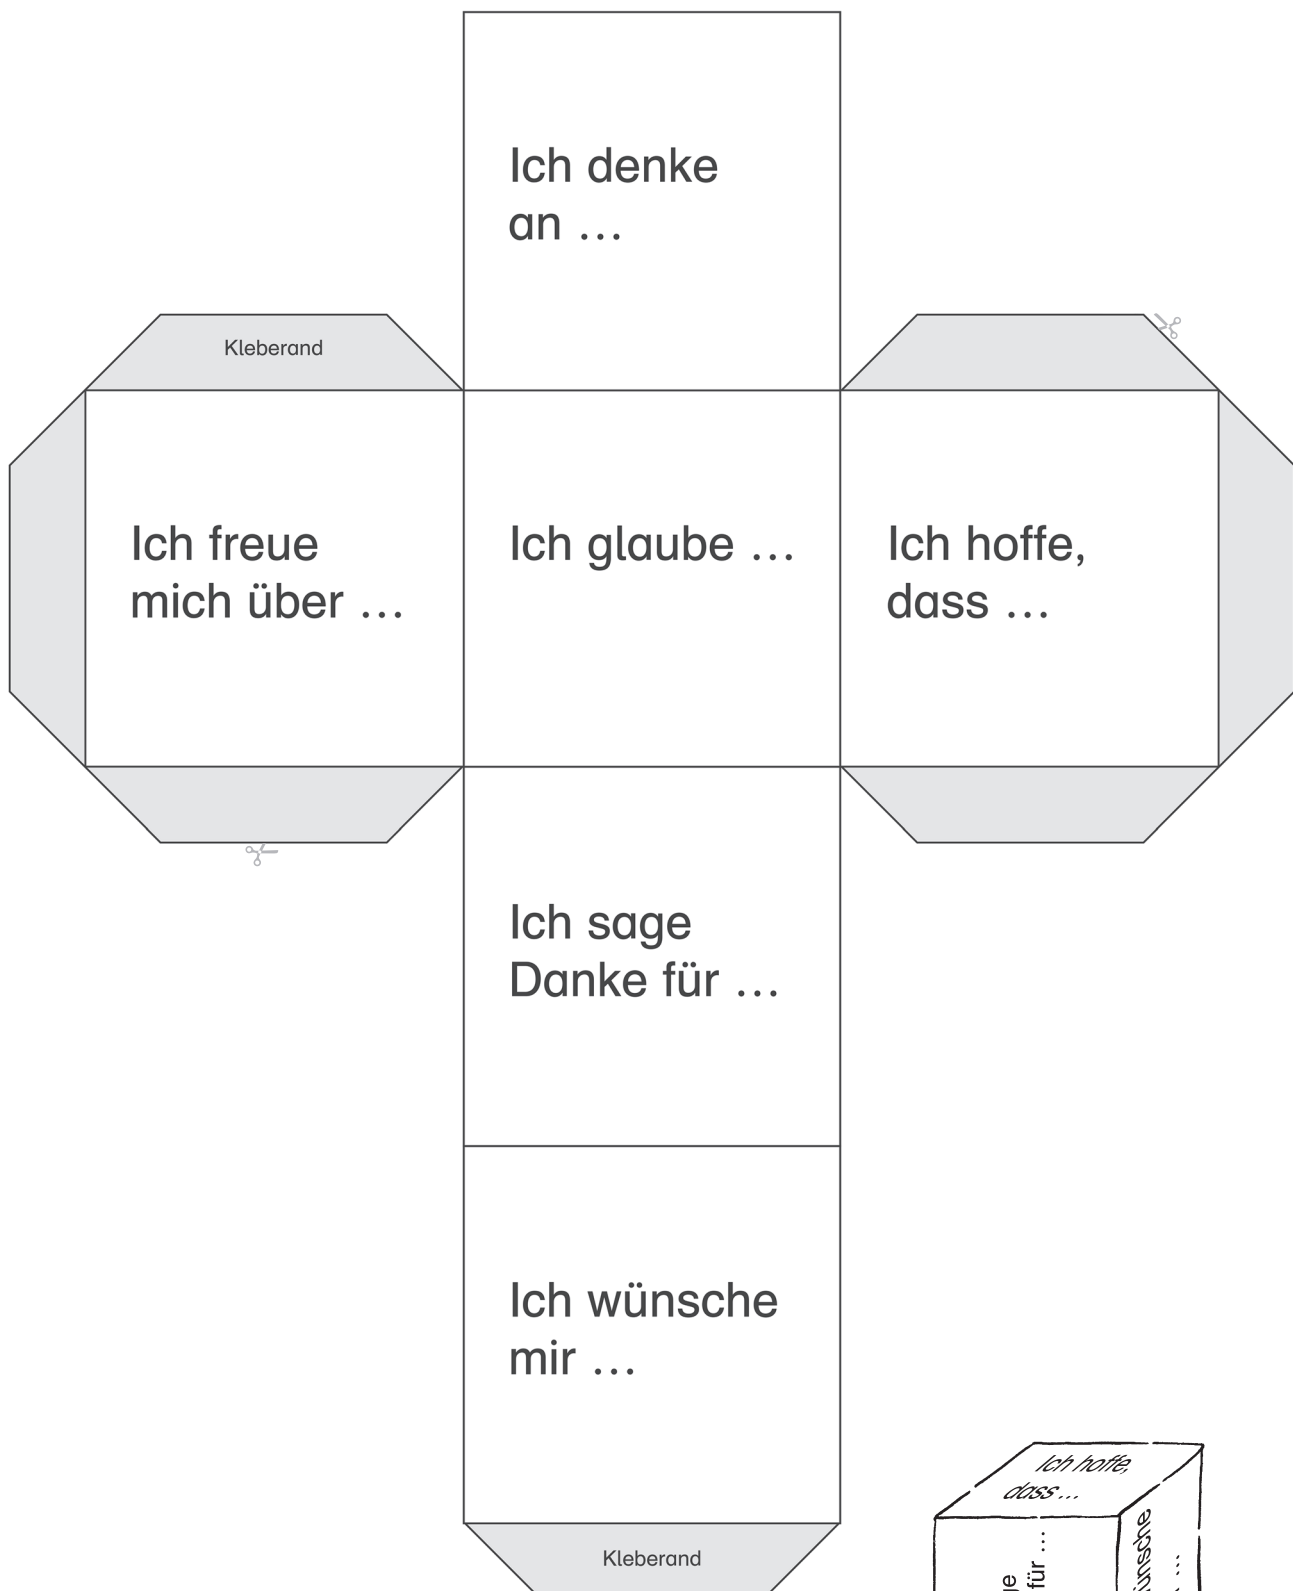 Ich denke
an …
Kleberand
Ich freue
mich über …
Ich glaube …
Ich hoffe,
dass …
Ich sage
Danke für …
Ich wünsche
mir …
Kleberand
Ich hoffe,
dass …
für …
…